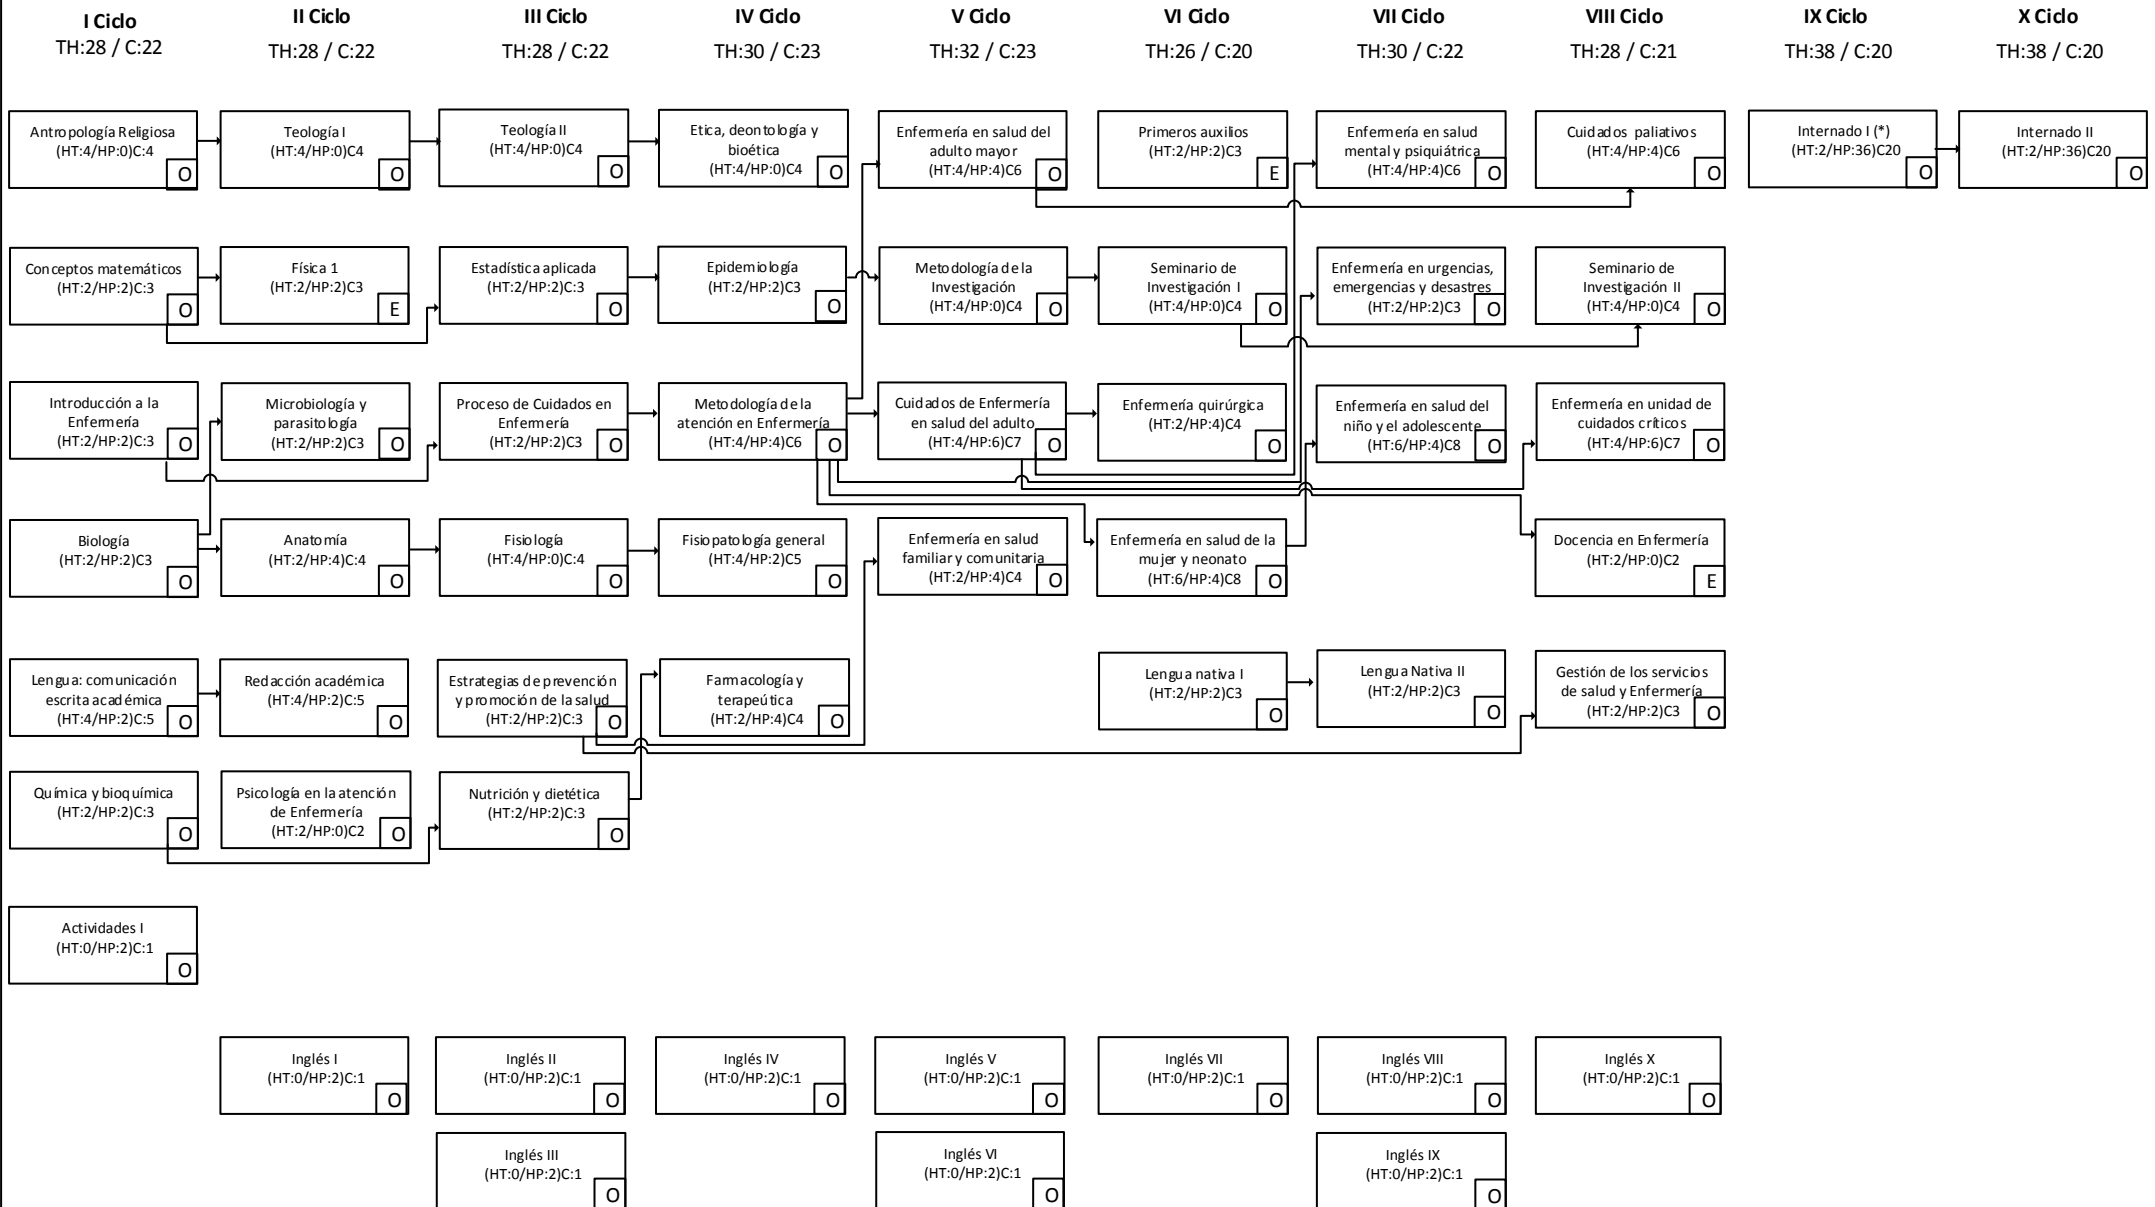 I Ciclo
TH:28 / C:22
II Ciclo
TH:28 / C:22
III Ciclo
TH:28 / C:22
IV Ciclo
TH:30 / C:23
V Ciclo
TH:32 / C:23
VI Ciclo
TH:26 / C:20
VII Ciclo
TH:30 / C:22
VIII Ciclo
TH:28 / C:21
IX Ciclo
TH:38 / C:20
X Ciclo
TH:38 / C:20
Antropología Religiosa
(HT:4/HP:0)C:4
O
Teología I
(HT:4/HP:0)C4
O
Teología II
(HT:4/HP:0)C4
O
Etica, deontología y
bioética
(HT:4/HP:0)C4
O
Enfermería en salud del
adulto mayor
(HT:4/HP:4)C6
O
Primeros auxilios
(HT:2/HP:2)C3
E
Enfermería en salud
mental y psiquiátrica
(HT:4/HP:4)C6
O
Cuidados paliativos
(HT:4/HP:4)C6
O
Internado I (*)
(HT:2/HP:36)C20
O
Internado II
(HT:2/HP:36)C20
O
Conceptos matemáticos
(HT:2/HP:2)C:3
O
Física 1
(HT:2/HP:2)C3
E
Estadística aplicada
(HT:2/HP:2)C:3
O
Epidemiología
(HT:2/HP:2)C3
O
Metodología de la
Investigación
(HT:4/HP:0)C4
O
Seminario de
Investigación I
(HT:4/HP:0)C4
O
Enfermería en urgencias,
emergencias y desastres
(HT:2/HP:2)C3
O
Seminario de
Investigación II
(HT:4/HP:0)C4
O
Introducción a la
Enfermería
(HT:2/HP:2)C:3
O
Microbiología y
parasitología
(HT:2/HP:2)C3
O
Proceso de Cuidados en
Enfermería
(HT:2/HP:2)C3
O
Metodología de la
atención en Enfermería
(HT:4/HP:4)C6
O
Cuidados de Enfermería
en salud del adulto
(HT:4/HP:6)C7
O
Enfermería quirúrgica
(HT:2/HP:4)C4
O
Enfermería en salud del
niño y el adolescente
(HT:6/HP:4)C8
O
Enfermería en unidad de
cuidados críticos
(HT:4/HP:6)C7
O
Biología
(HT:2/HP:2)C3
O
Anatomía
(HT:2/HP:4)C:4
O
Fisiología
(HT:4/HP:0)C:4
O
Fisiopatología general
(HT:4/HP:2)C5
O
Enfermería en salud
familiar y comunitaria
(HT:2/HP:4)C4
O
Enfermería en salud de la
mujer y neonato
(HT:6/HP:4)C8
O
Docencia en Enfermería
(HT:2/HP:0)C2
E
Lengua: comunicación
escrita académica
(HT:4/HP:2)C:5
O
Redacción académica
(HT:4/HP:2)C:5
O
Estrategias de prevención
y promoción de la salud
(HT:2/HP:2)C:3
O
Farmacología y
terapeútica
(HT:2/HP:4)C4
O
Lengua nativa I
(HT:2/HP:2)C3
O
Lengua Nativa II
(HT:2/HP:2)C3
O
Gestión de los servicios
de salud y Enfermería
(HT:2/HP:2)C3
O
Química y bioquímica
(HT:2/HP:2)C:3
O
Psicología en la atención
de Enfermería
(HT:2/HP:0)C2
O
Nutrición y dietética
(HT:2/HP:2)C:3
O
Actividades I
(HT:0/HP:2)C:1
O
Inglés I
(HT:0/HP:2)C:1
O
Inglés II
(HT:0/HP:2)C:1
O
Inglés IV
(HT:0/HP:2)C:1
O
Inglés V
(HT:0/HP:2)C:1
O
Inglés VII
(HT:0/HP:2)C:1
O
Inglés VIII
(HT:0/HP:2)C:1
O
Inglés X
(HT:0/HP:2)C:1
O
Inglés III
(HT:0/HP:2)C:1
O
Inglés VI
(HT:0/HP:2)C:1
O
Inglés IX
(HT:0/HP:2)C:1
O